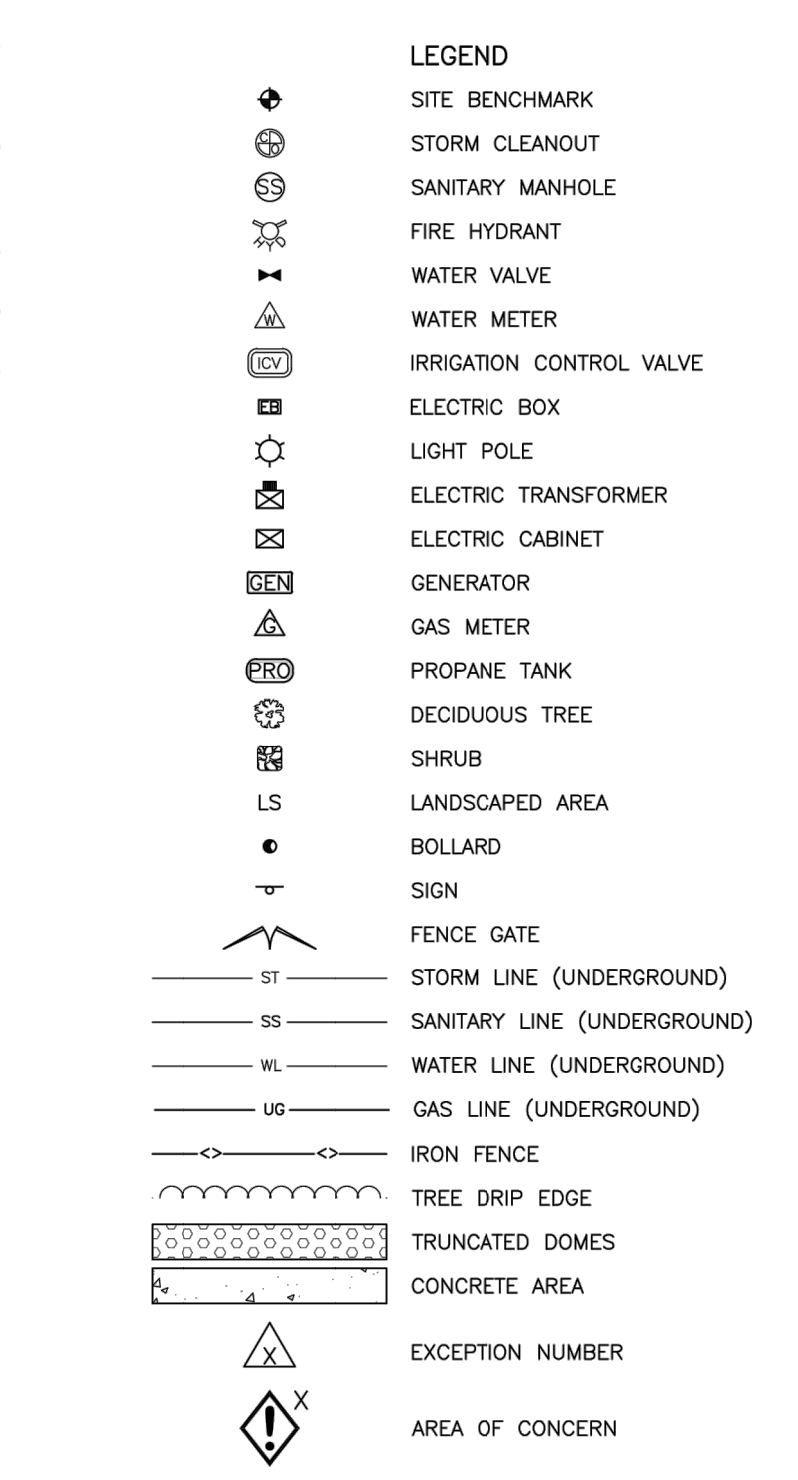 LEGEND
SITE BENCHMARK
C O STORM CLEANOUT
SS SANITARY MANHOLE
HYD FIRE HYDRANT
WATER VALVE
W WATER METER
ICV IRRIGATION CONTROL VALVE
EB ELECTRIC BOX
LIGHT POLE
ELECTRIC TRANSFORMER
ELECTRIC CABINET
GEN GENERATOR
G GAS METER
PRO PROPANE TANK
DECIDUOUS TREE
SHRUB
LS LANDSCAPED AREA
BOLLARD
SIGN
FENCE GATE
ST STORM LINE (UNDERGROUND)
SS SANITARY LINE (UNDERGROUND)
WL WATER LINE (UNDERGROUND)
UG GAS LINE (UNDERGROUND)
<> <> IRON FENCE
TREE DRIP EDGE
TRUNCATED DOMES
CONCRETE AREA
X EXCEPTION NUMBER
! X AREA OF CONCERN